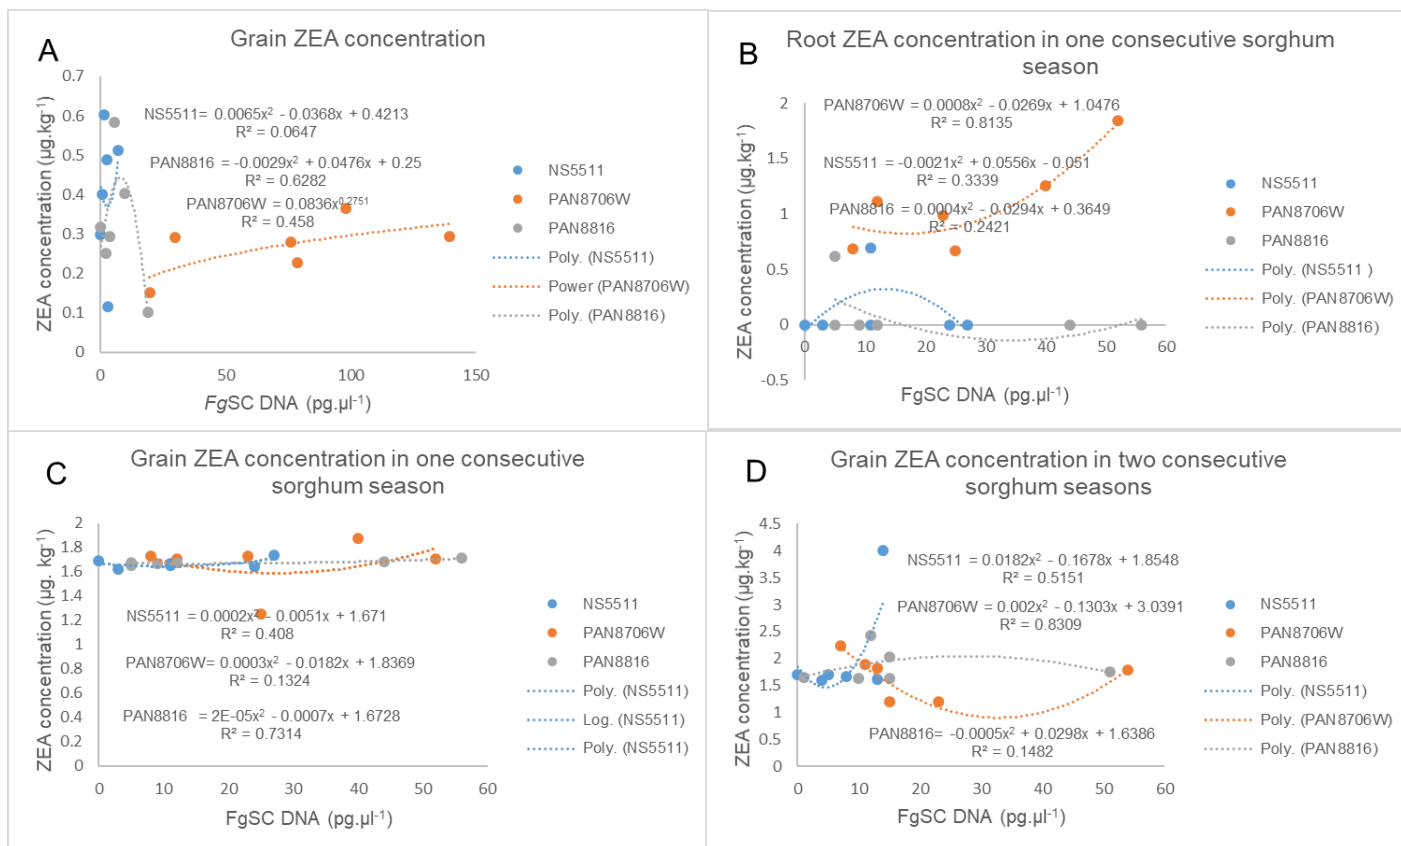 A
Grain ZEA concentration
ZEA concentration (µg.kg⁻¹)
0.7
0.6
0.5
0.4
0.3
0.2
0.1
0
NS5511= 0.0065x² - 0.0368x + 0.4213
R² = 0.0647
PAN8816 = -0.0029x² + 0.0476x + 0.25
R² = 0.6282
PAN8706W = 0.0836x^0.2751
R² = 0.458
0 50 100 150
FgSC DNA (pg.µl⁻¹)
NS5511
PAN8706W
PAN8816
Poly. (NS5511)
Power (PAN8706W)
Poly. (PAN8816)
B
Root ZEA concentration in one consecutive sorghum
season
ZEA concentration (µg.kg⁻¹)
2
1.5
1
0.5
0
-0.5
PAN8706W = 0.0008x² - 0.0269x + 1.0476
R² = 0.8135
NS5511 = -0.0021x² + 0.0556x - 0.051
R² = 0.3339
PAN8816 = 0.0004x² - 0.0294x + 0.3649
R² = 0.2421
0 10 20 30 40 50 60
FgSC DNA (pg.µl⁻¹)
NS5511
PAN8706W
PAN8816
Poly. (NS5511 )
Poly. (PAN8706W)
Poly. (PAN8816)
C
Grain ZEA concentration in one consecutive
sorghum season
ZEA concentration (µg. kg⁻¹)
2
1.8
1.6
1.4
1.2
1
0.8
0.6
0.4
0.2
0
NS5511 = 0.0002x² - 0.0051x + 1.671
R² = 0.408
PAN8706W= 0.0003x² - 0.0182x + 1.8369
R² = 0.1324
PAN8816 = 2E-05x² - 0.0007x + 1.6728
R² = 0.7314
0 10 20 30 40 50 60
FgSC DNA (pg.µl⁻¹)
NS5511
PAN8706W
PAN8816
Poly. (NS5511)
Log. (NS5511)
Poly. (NS5511)
D
Grain ZEA concentration in two consecutive
sorghum seasons
ZEA concentration (µg.kg⁻¹)
4.5
4
3.5
3
2.5
2
1.5
1
0.5
0
NS5511 = 0.0182x² - 0.1678x + 1.8548
R² = 0.5151
PAN8706W = 0.002x² - 0.1303x + 3.0391
R² = 0.8309
PAN8816= -0.0005x² + 0.0298x + 1.6386
R² = 0.1482
0 10 20 30 40 50 60
FgSC DNA (pg.µl⁻¹)
NS5511
PAN8706W
PAN8816
Poly. (NS5511)
Poly. (PAN8706W)
Poly. (PAN8816)